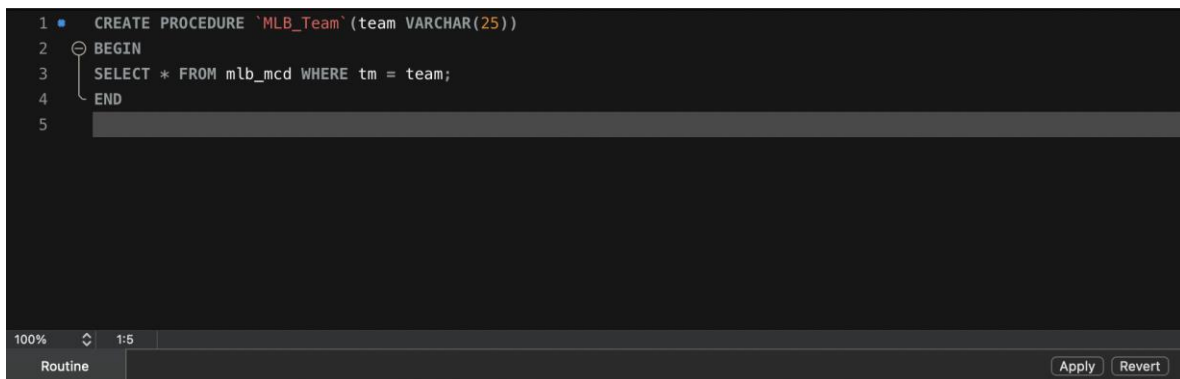 1 CREATE PROCEDURE `MLB_Team`(team VARCHAR(25))
2 BEGIN
3 SELECT * FROM mlb_mcd WHERE tm = team;
4 END
5
100% 1:5
Routine Apply Revert